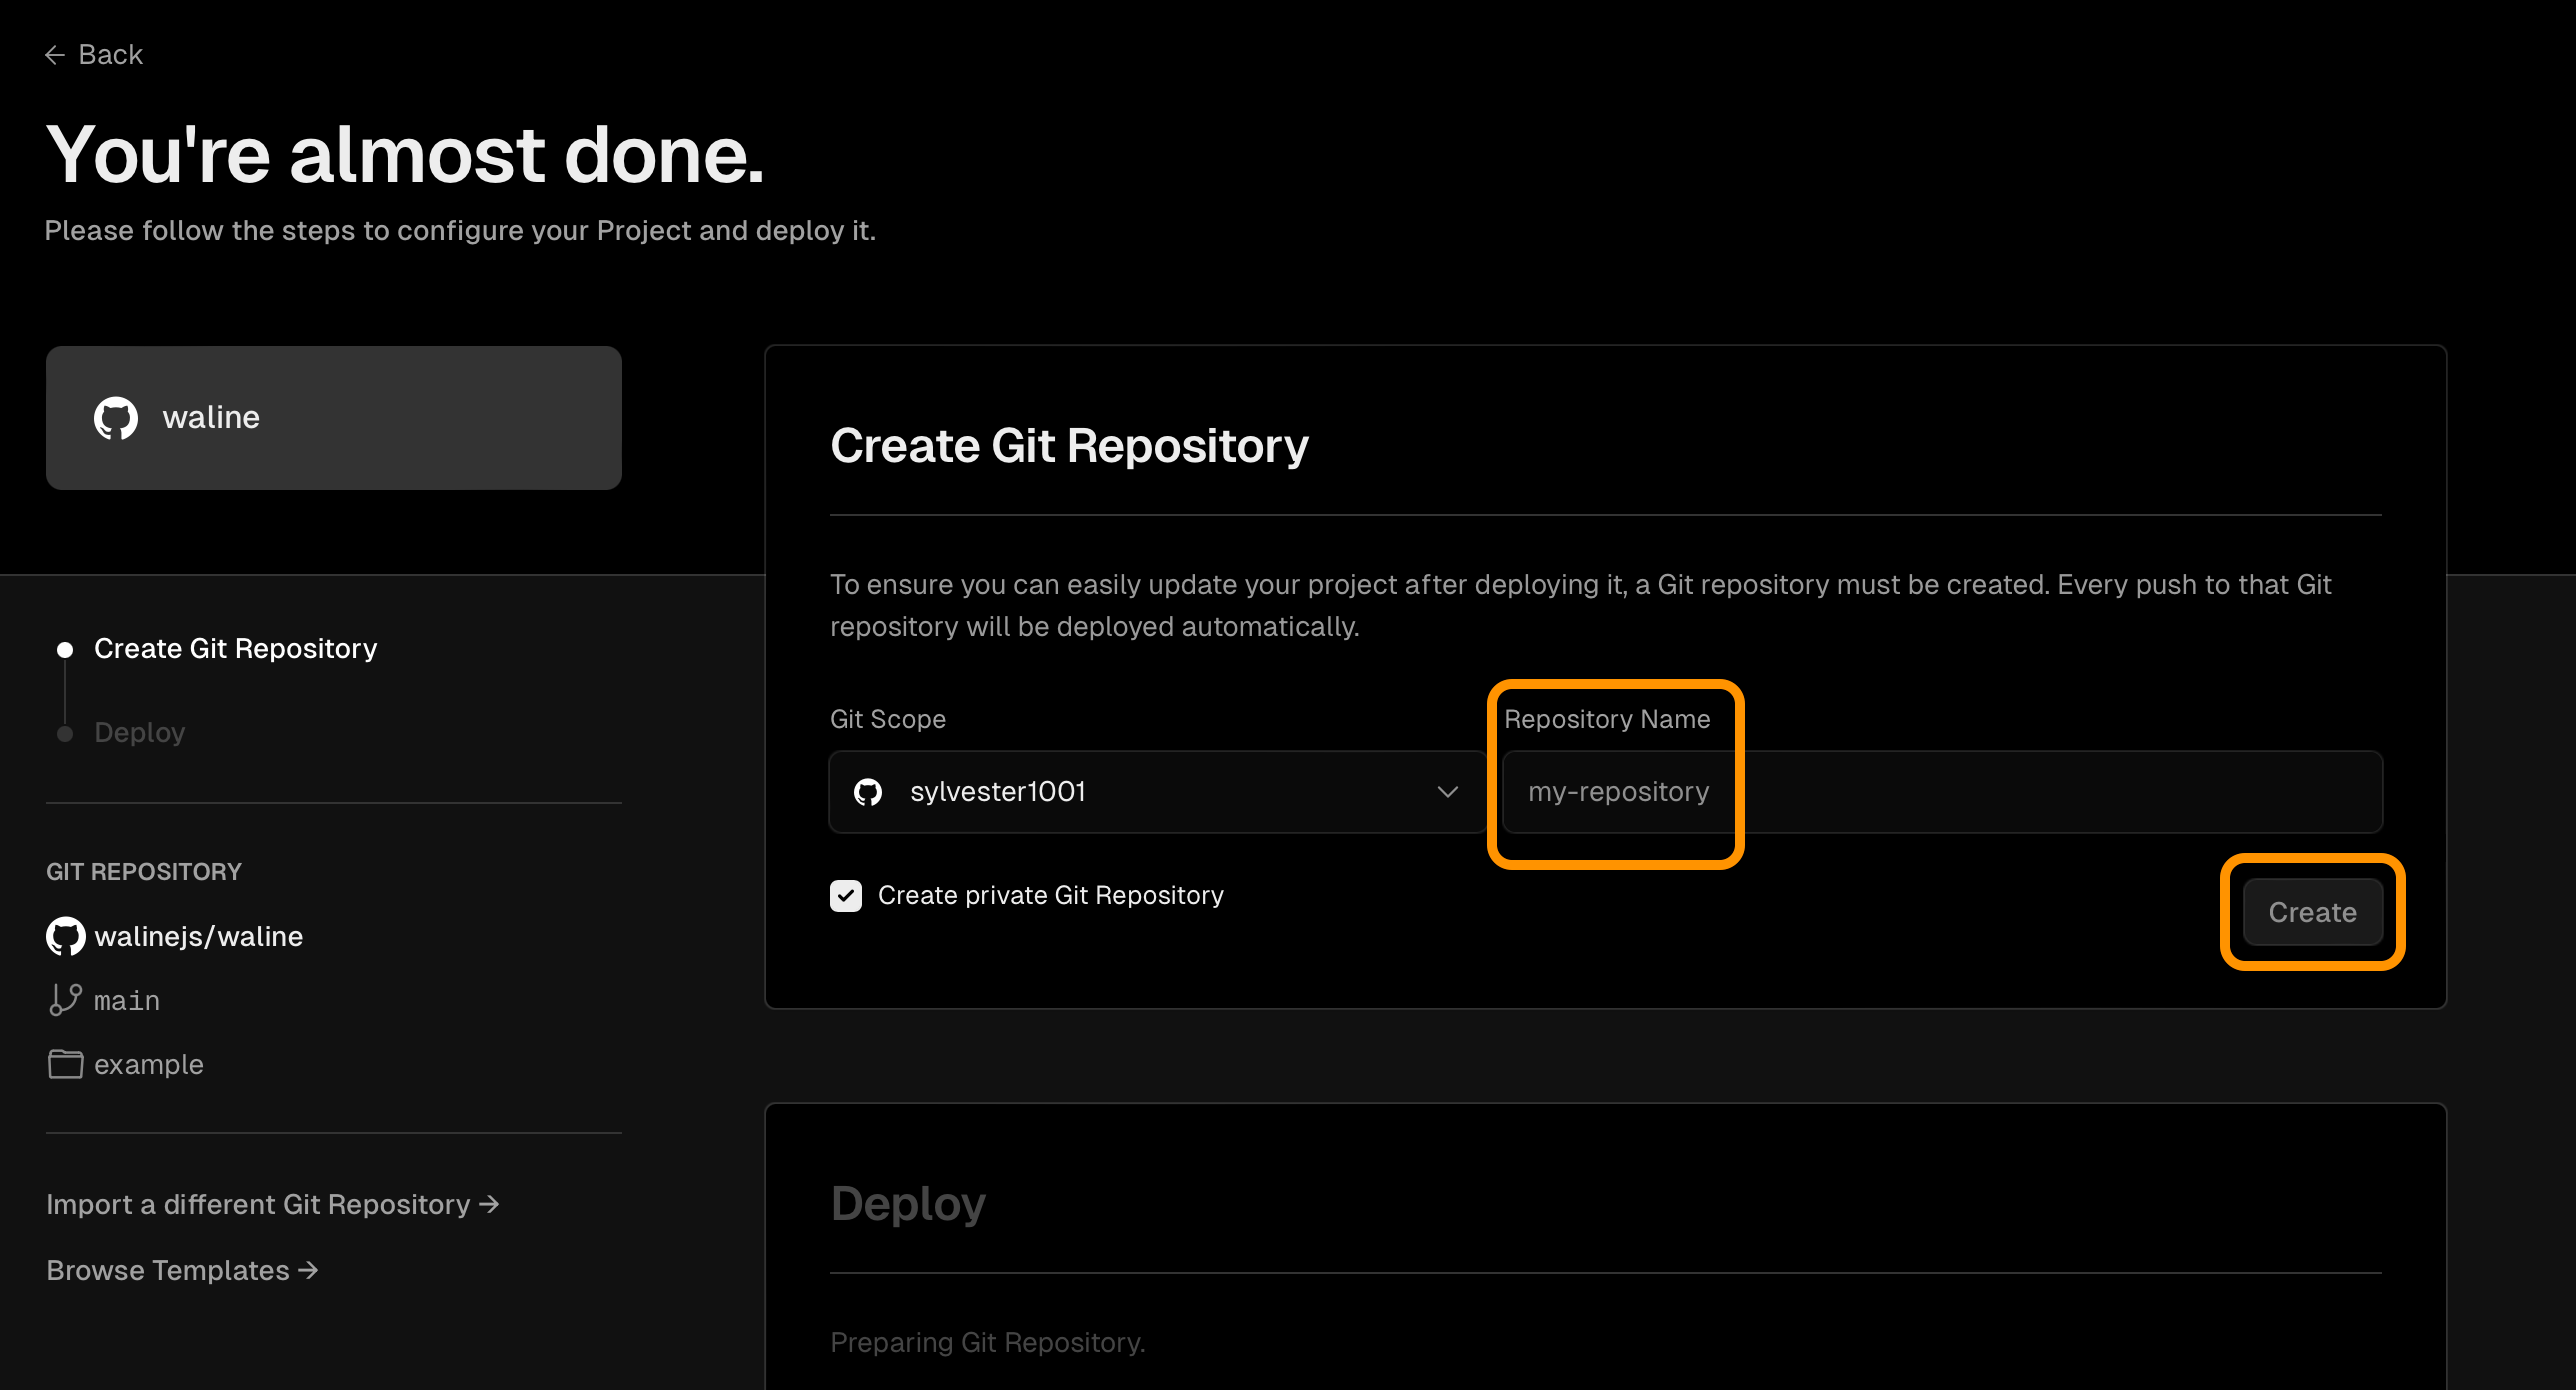 ← Back
You're almost done.
Please follow the steps to configure your Project and deploy it.
waline
Create Git Repository
Deploy
GIT REPOSITORY
walinejs/waline
main
example
Import a different Git Repository →
Browse Templates →
Create Git Repository
To ensure you can easily update your project after deploying it, a Git repository must be created. Every push to that Git
repository will be deployed automatically.
Git Scope
Repository Name
sylvester1001
my-repository
Create private Git Repository
Create
Deploy
Preparing Git Repository.